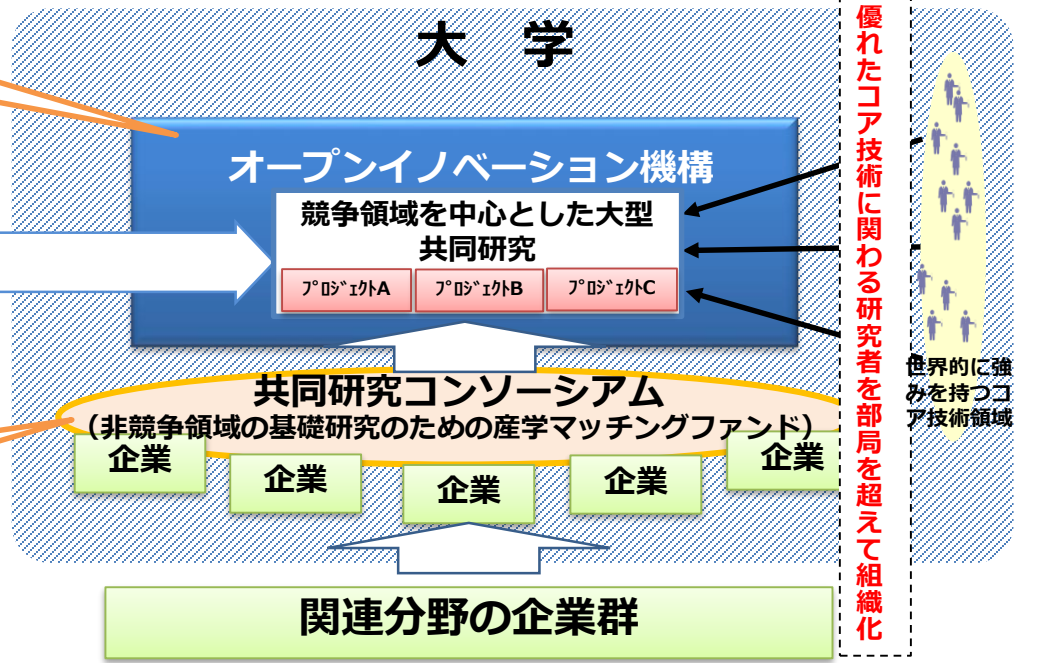 大　学
オープンイノベーション機構
競争領域を中心とした大型
共同研究
ﾌﾟﾛｼﾞｪｸﾄA
ﾌﾟﾛｼﾞｪｸﾄB
ﾌﾟﾛｼﾞｪｸﾄC
共同研究コンソーシアム
（非競争領域の基礎研究のための産学マッチングファンド）
企業
企業
企業
企業
企業
関連分野の企業群
優れたコア技術に関わる研究者を部局を超えて組織化
世界的に強
みを持つコ
ア技術領域